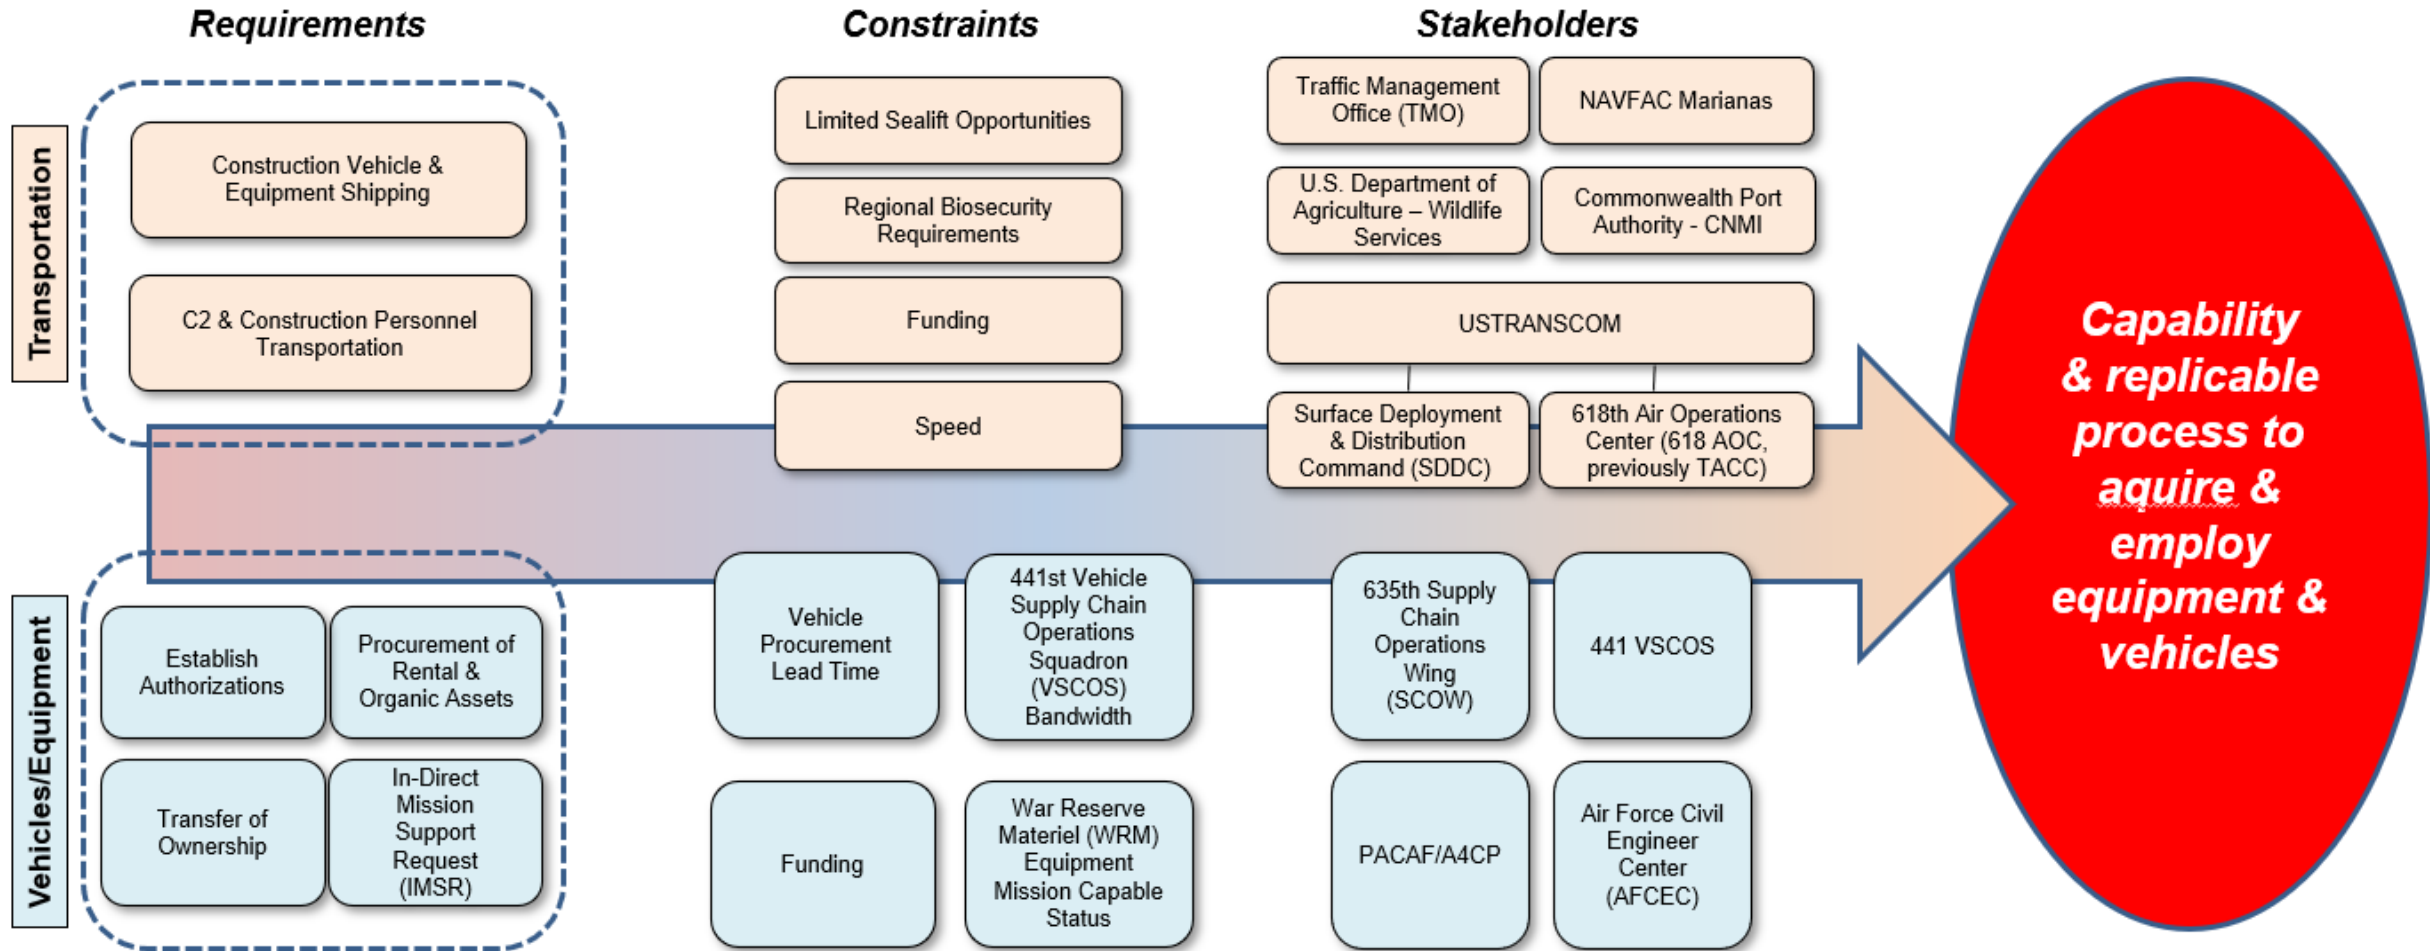 Requirements
Constraints
Stakeholders
Transportation
Construction Vehicle &
Equipment Shipping
C2 & Construction Personnel
Transportation
Limited Sealift Opportunities
Regional Biosecurity
Requirements
Funding
Speed
Traffic Management
Office (TMO)
NAVFAC Marianas
U.S. Department of
Agriculture – Wildlife
Services
Commonwealth Port
Authority - CNMI
USTRANSCOM
Surface Deployment
& Distribution
Command (SDDC)
618th Air Operations
Center (618 AOC,
previously TACC)
Vehicles/Equipment
Establish
Authorizations
Procurement of
Rental &
Organic Assets
Transfer of
Ownership
In-Direct
Mission
Support
Request
(IMSR)
Vehicle
Procurement
Lead Time
441st Vehicle
Supply Chain
Operations
Squadron
(VSCOS)
Bandwidth
Funding
War Reserve
Materiel (WRM)
Equipment
Mission Capable
Status
635th Supply
Chain
Operations
Wing
(SCOW)
441 VSCOS
PACAF/A4CP
Air Force Civil
Engineer
Center
(AFCEC)
Capability
& replicable
process to
aquire &
employ
equipment &
vehicles